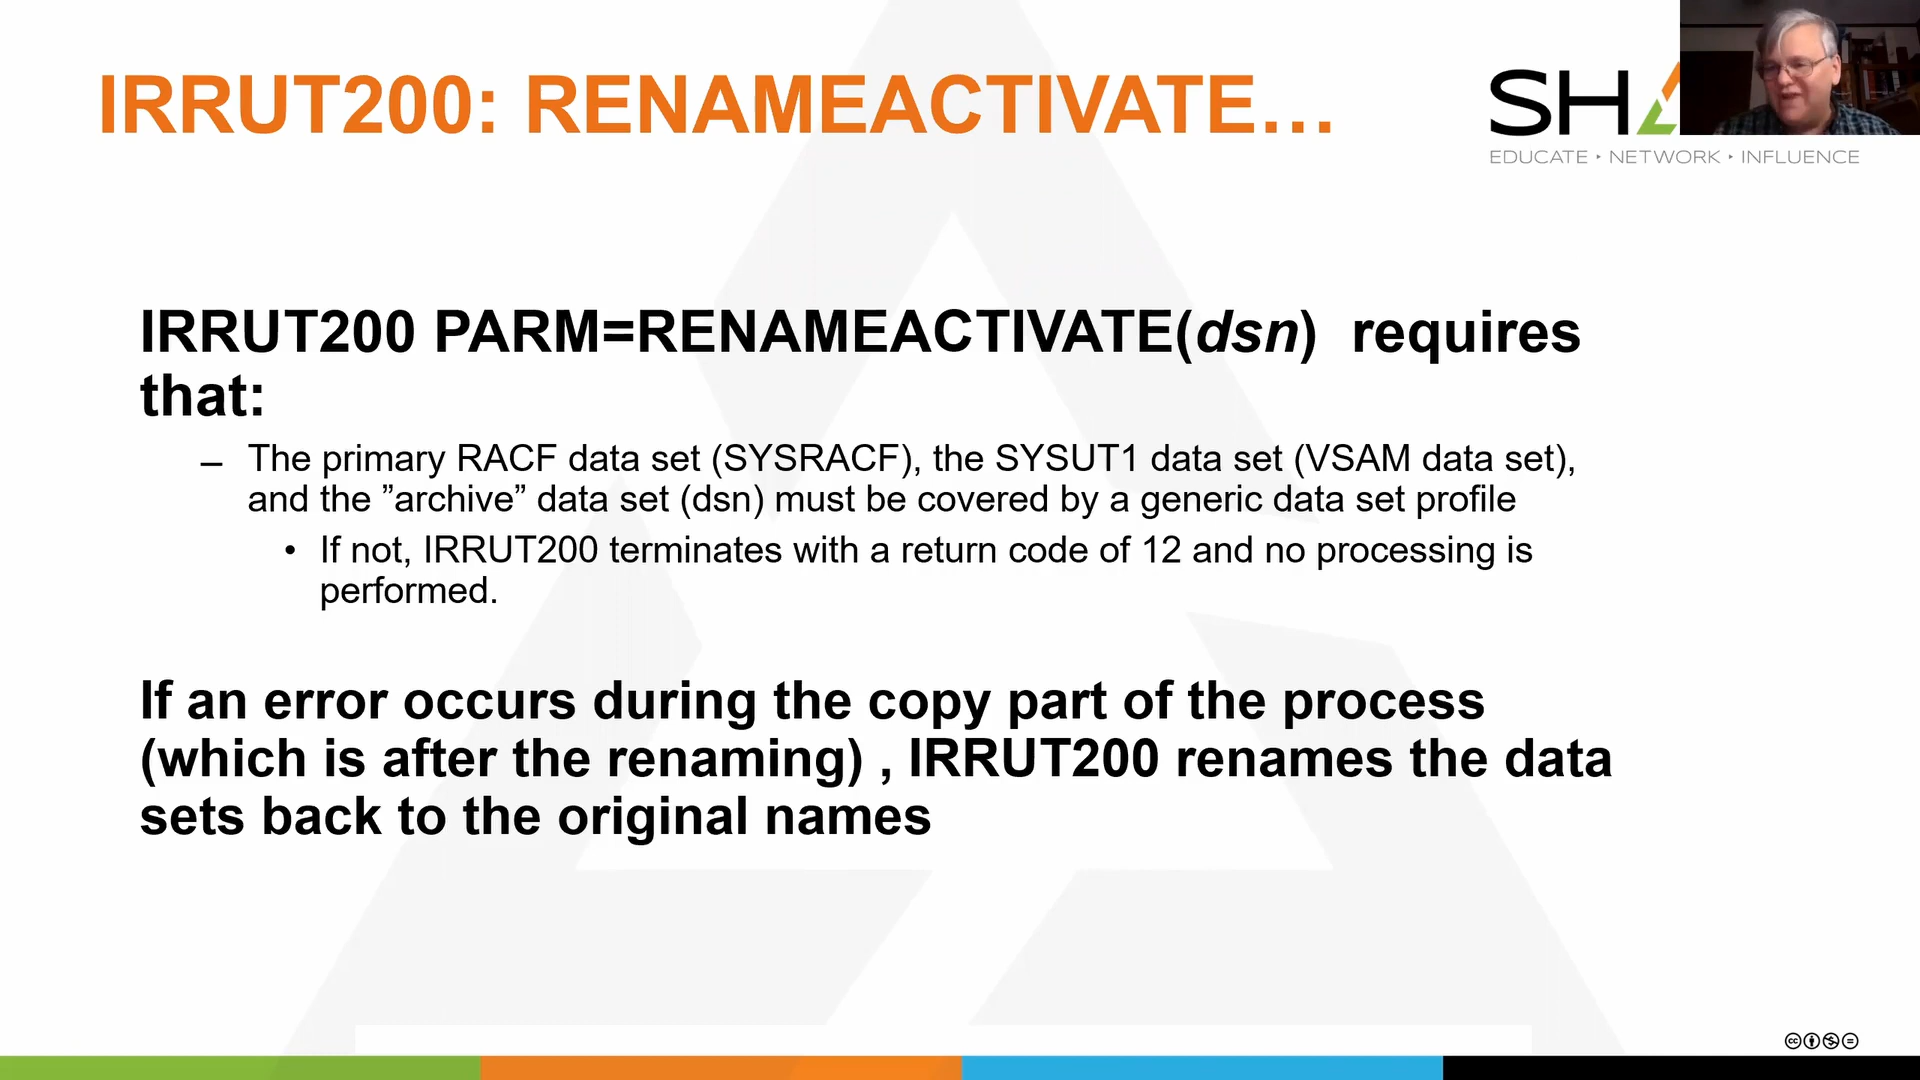 IRRUT200: RENAMEACTIVATE…
SH
EDUCATE • NETWORK • INFLUENCE
IRRUT200 PARM=RENAMEACTIVATE(dsn) requires
that:
– The primary RACF data set (SYSRACF), the SYSUT1 data set (VSAM data set),
and the ”archive” data set (dsn) must be covered by a generic data set profile
• If not, IRRUT200 terminates with a return code of 12 and no processing is
performed.
If an error occurs during the copy part of the process
(which is after the renaming) , IRRUT200 renames the data
sets back to the original names